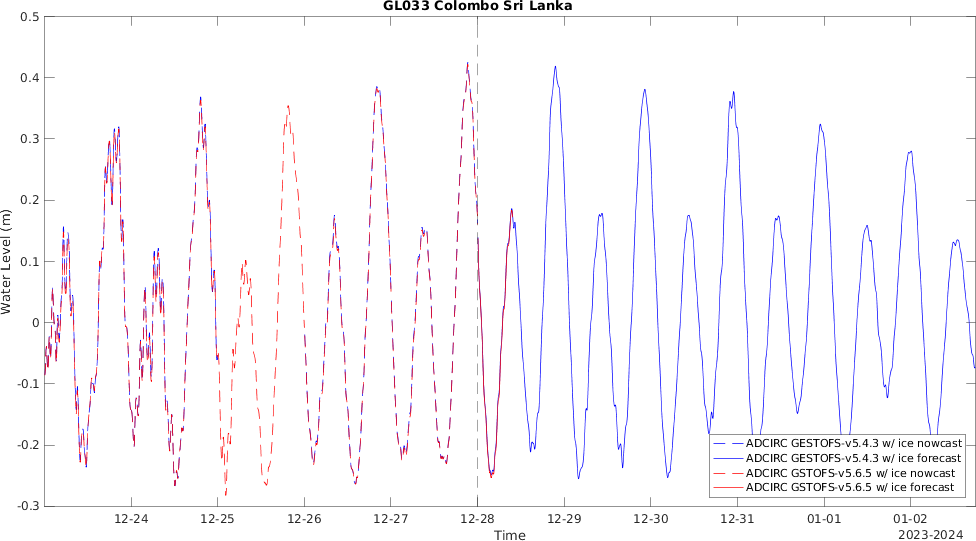 GL033 Colombo Sri Lanka
0.5
0.4
0.3
0.2
0.1
0
-0.1
-0.2
-0.3
Water Level (m)
ADCIRC GESTOFS-v5.4.3 w/ ice nowcast
ADCIRC GESTOFS-v5.4.3 w/ ice forecast
ADCIRC GSTOFS-v5.6.5 w/ ice nowcast
ADCIRC GSTOFS-v5.6.5 w/ ice forecast
12-24 12-25 12-26 12-27 12-28 12-29 12-30 12-31 01-01 01-02
Time
2023-2024